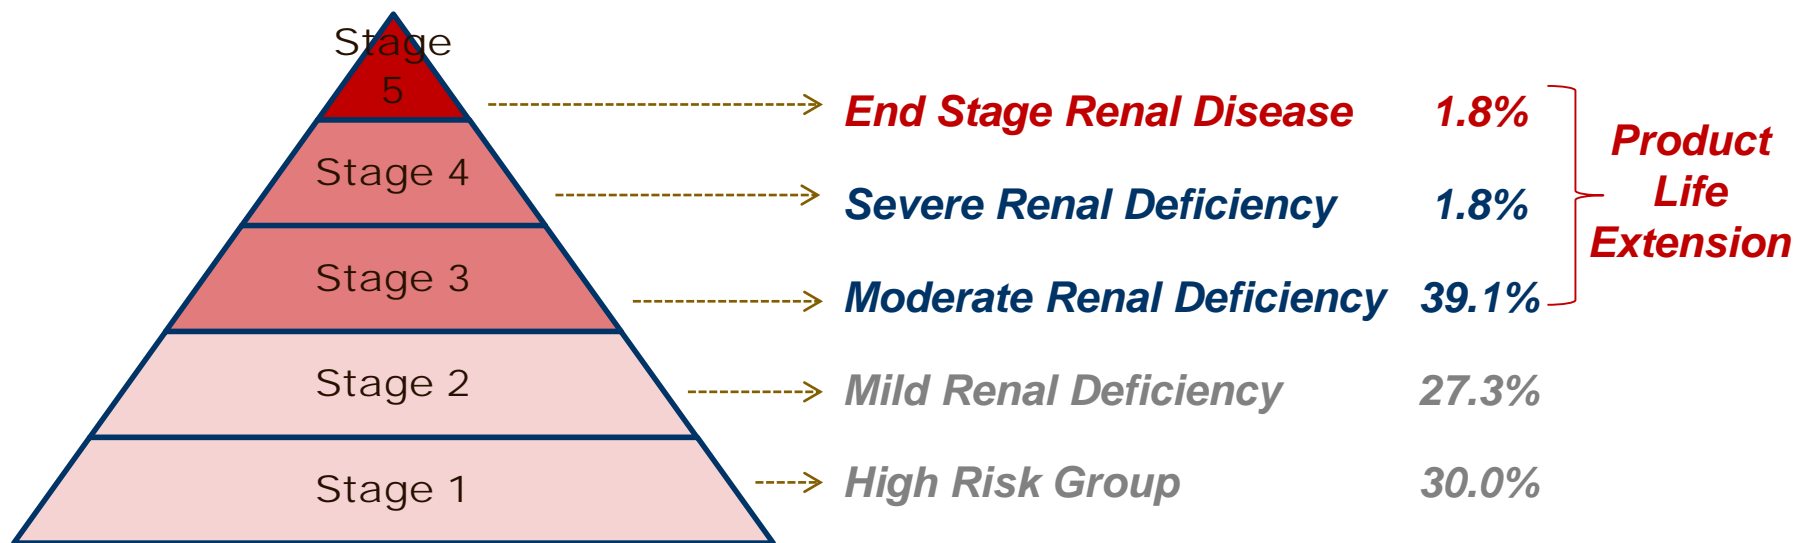 Stage
5
End Stage Renal Disease 1.8%
Product
Life
Extension
Stage 4
Severe Renal Deficiency 1.8%
Stage 3
Moderate Renal Deficiency 39.1%
Stage 2
Mild Renal Deficiency 27.3%
Stage 1
High Risk Group 30.0%